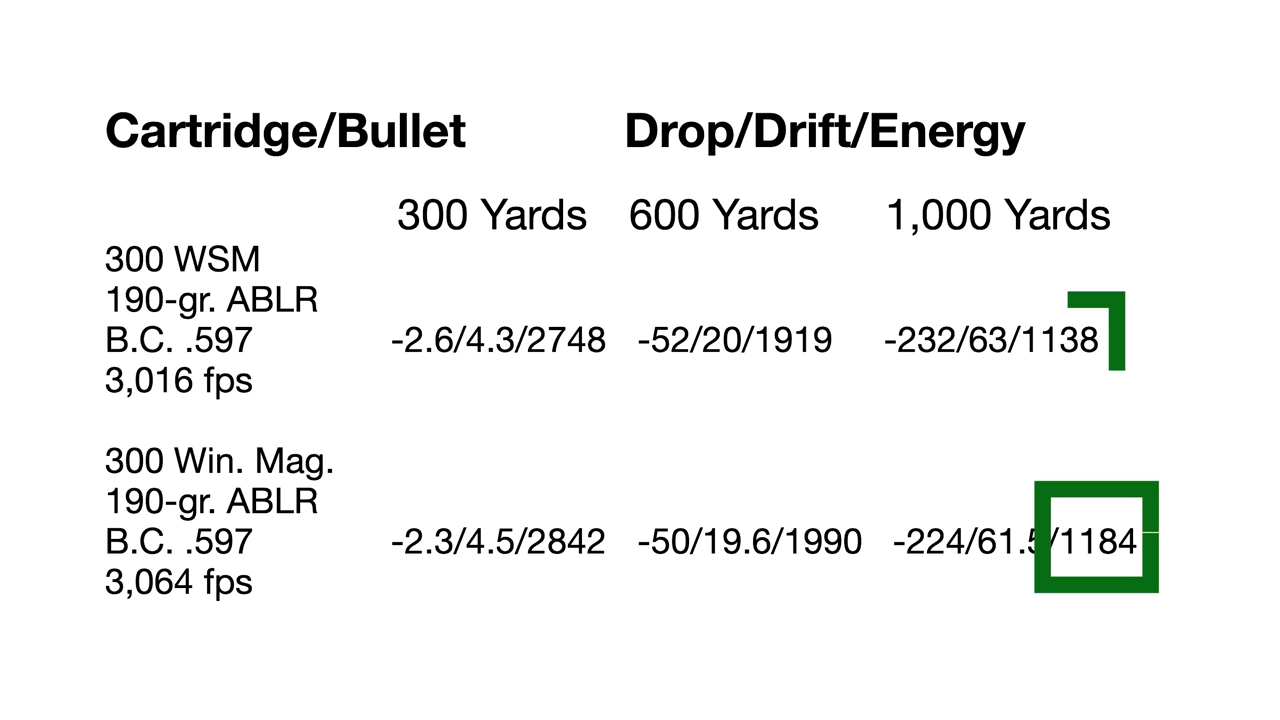 Cartridge/Bullet Drop/Drift/Energy
300 Yards 600 Yards 1,000 Yards
300 WSM
190-gr. ABLR
B.C. .597 -2.6/4.3/2748 -52/20/1919 -232/63/1138
3,016 fps
300 Win. Mag.
190-gr. ABLR
B.C. .597 -2.3/4.5/2842 -50/19.6/1990 -224/61.5/1184
3,064 fps